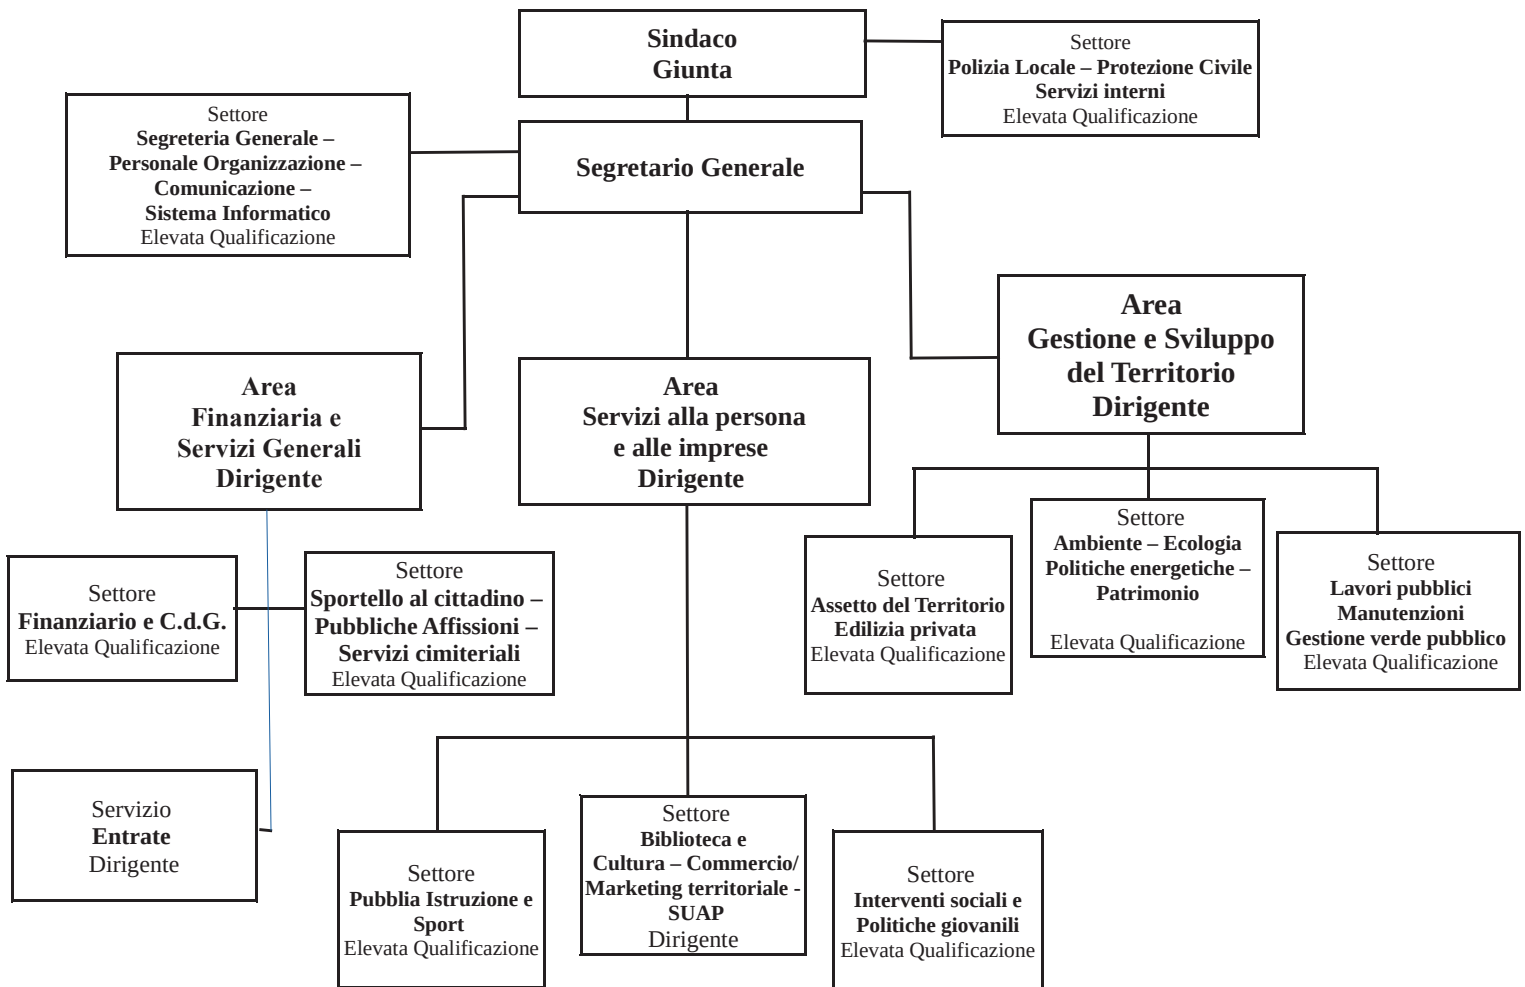 Sindaco
Giunta
Settore
Polizia Locale – Protezione Civile
Servizi interni
Elevata Qualificazione
Settore
Segreteria Generale –
Personale Organizzazione –
Comunicazione –
Sistema Informatico
Elevata Qualificazione
Segretario Generale
Area
Gestione e Sviluppo
del Territorio
Dirigente
Area
Finanziaria e
Servizi Generali
Dirigente
Area
Servizi alla persona
e alle imprese
Dirigente
Settore
Finanziario e C.d.G.
Elevata Qualificazione
Settore
Sportello al cittadino –
Pubbliche Affissioni –
Servizi cimiteriali
Elevata Qualificazione
Settore
Assetto del Territorio
Edilizia privata
Elevata Qualificazione
Settore
Ambiente – Ecologia
Politiche energetiche –
Patrimonio
Elevata Qualificazione
Settore
Lavori pubblici
Manutenzioni
Gestione verde pubblico
Elevata Qualificazione
Servizio
Entrate
Dirigente
Settore
Pubblia Istruzione e
Sport
Elevata Qualificazione
Settore
Biblioteca e
Cultura – Commercio/
Marketing territoriale -
SUAP
Dirigente
Settore
Interventi sociali e
Politiche giovanili
Elevata Qualificazione